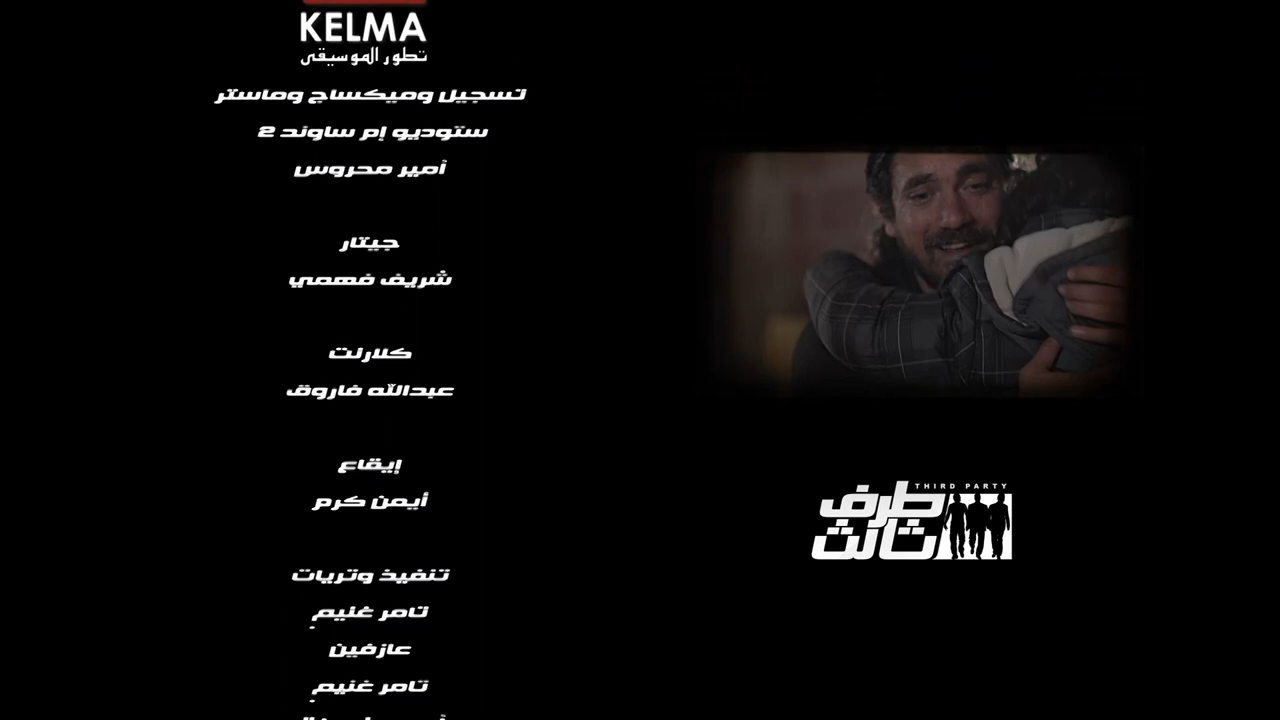 KELMA
تطور الموسيقى
تسجيل وميكساج وماستر
ستوديو إم ساوند 2
أمير محروس
جيتار
شريف فهمي
كلارنت
عبدالله فاروق
إيقاع
أيمن كرم
تنفيذ وتريات
تامر غنيم
عازفين
تامر غنيم
THIRD PARTY
طرف
ثالث